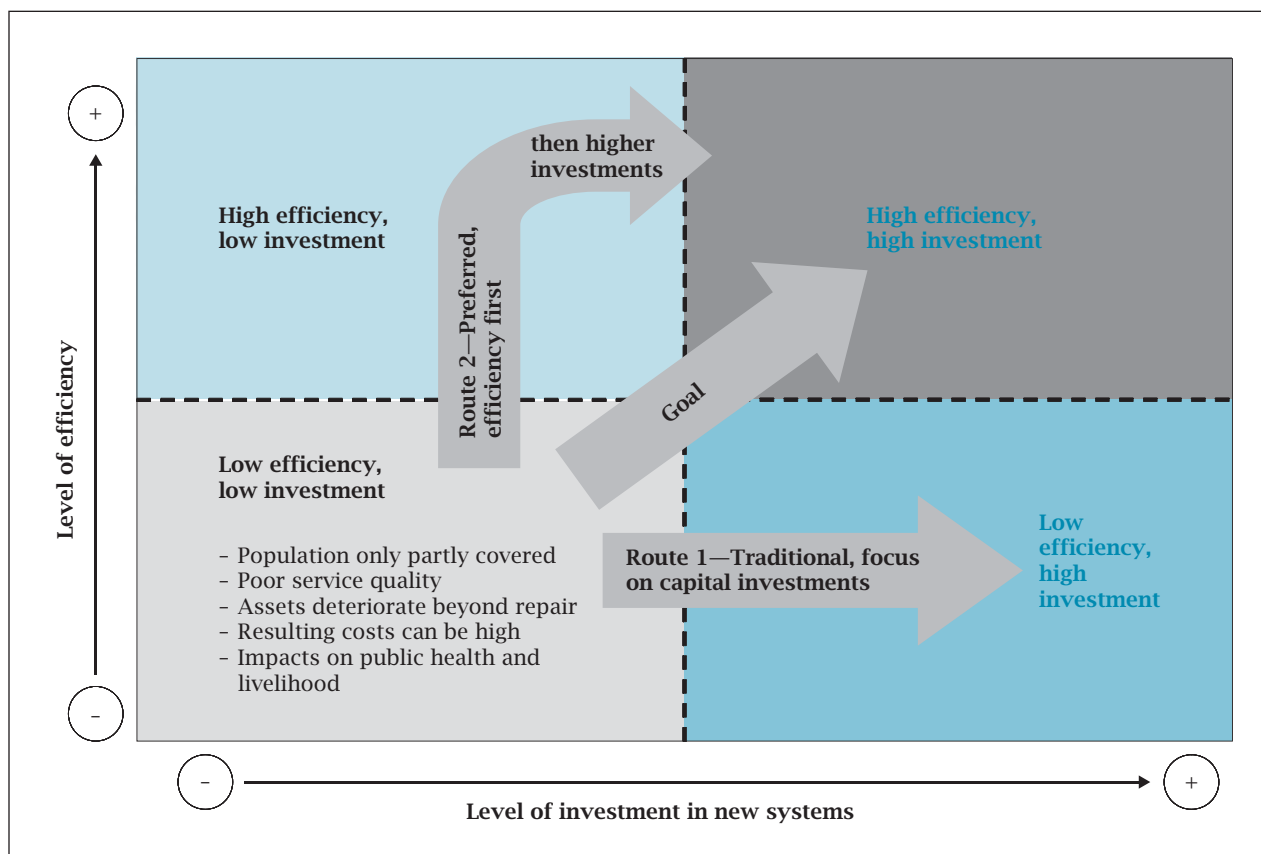 +
then higher
investments
High efficiency,
low investment
High efficiency,
high investment
Route 2—Preferred,
efficiency first
Level of efficiency
Goal
Low efficiency,
low investment
– Population only partly covered
– Poor service quality
– Assets deteriorate beyond repair
– Resulting costs can be high
– Impacts on public health and
livelihood
Route 1—Traditional, focus
on capital investments
Low
efficiency,
high
investment
–
–
+
Level of investment in new systems